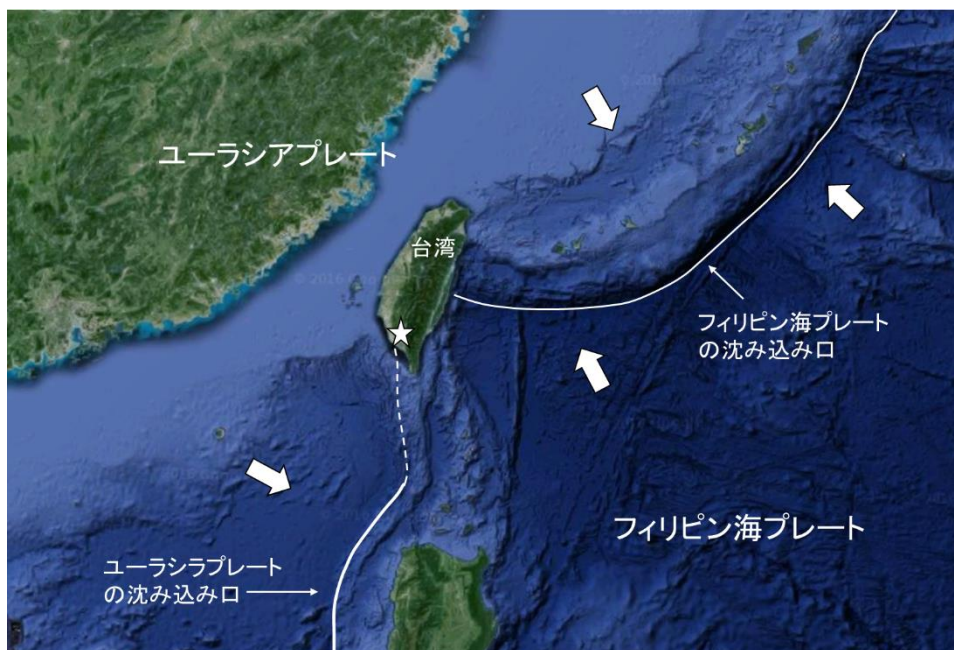 ユーラシアプレート
台湾
© 2016
フィリピン海プレート
の沈み込み口
フィリピン海プレート
ユーラシラプレート
の沈み込み口